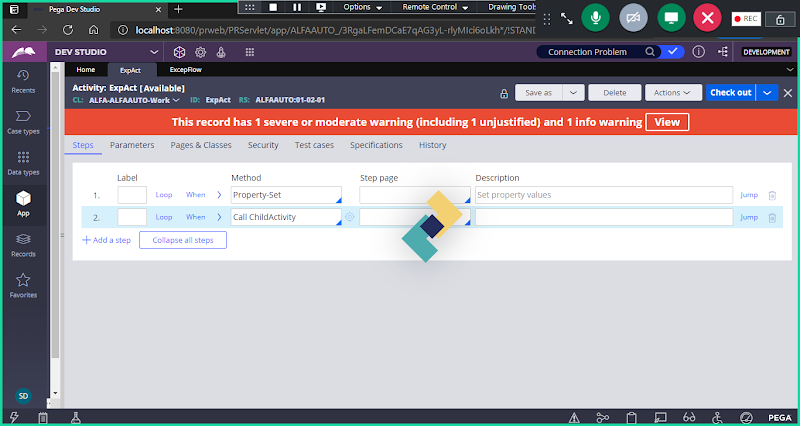 Pega Dev Studio
Options
Remote Control
Drawing Tools
REC
localhost:8080/prweb/PRServlet/app/ALFAAUTO_/3RgaLFemDCaE7qAG3yL-rlyMIci6oLkh*/!STAND
DEV STUDIO
Connection Problem
DEVELOPMENT
Home
ExpAct
ExcepFlow
Recents
Case types
Data types
App
Records
Favorites
SD
Activity: ExpAct [Available]
CL: ALFA-ALFAAUTO-Work ID: ExpAct RS: ALFAAUTO:01-02-01
Save as
Delete
Actions
Check out
This record has 1 severe or moderate warning (including 1 unjustified) and 1 info warning View
Steps Parameters Pages & Classes Security Test cases Specifications History
Label Method Step page Description
1. Loop When Property-Set Set property values Jump
2. Loop When Call ChildActivity Jump
+ Add a step Collapse all steps
PEGA